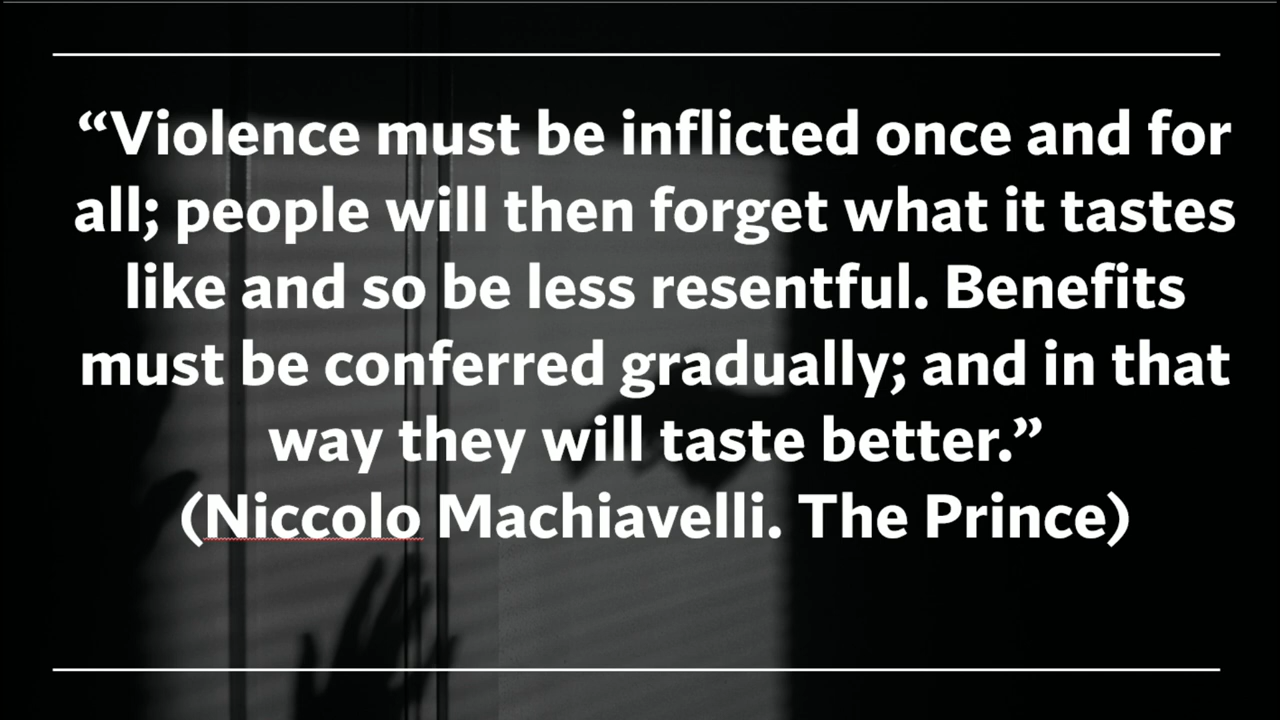 “Violence must be inflicted once and for
all; people will then forget what it tastes
like and so be less resentful. Benefits
must be conferred gradually; and in that
way they will taste better.”
(Niccolo Machiavelli. The Prince)